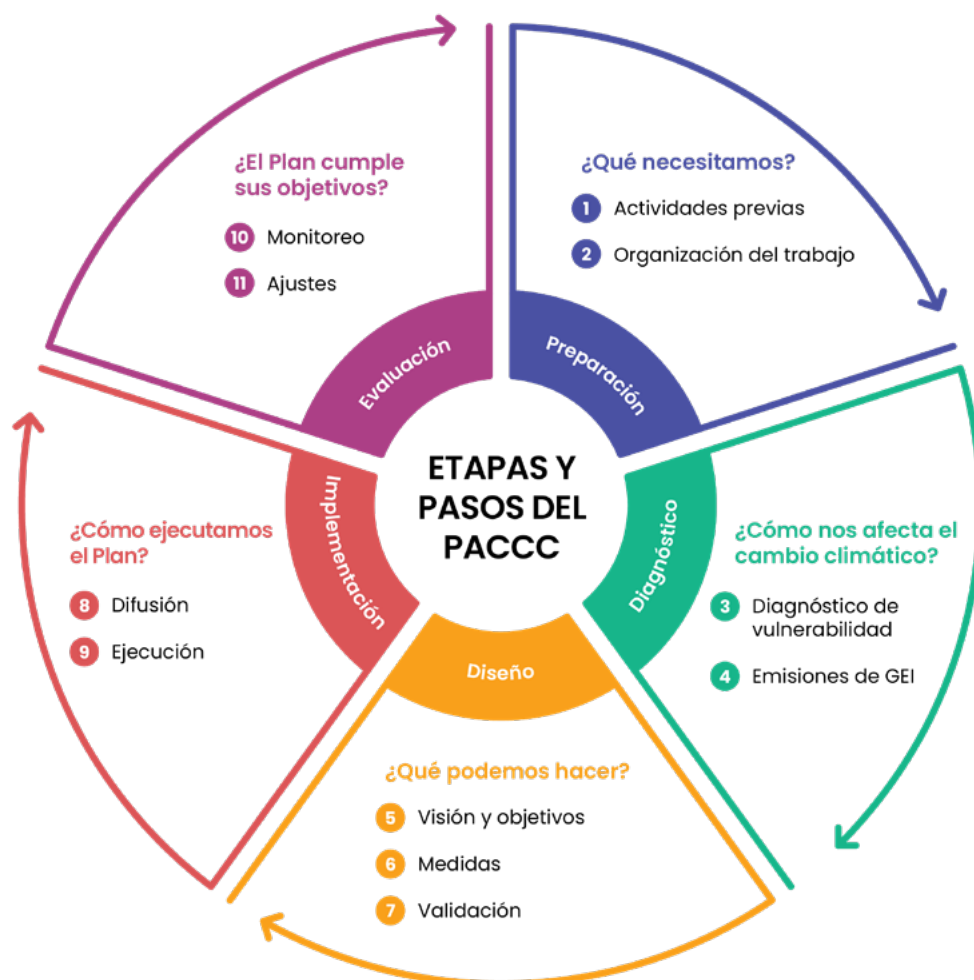 ETAPAS Y
PASOS DEL
PACCC
Preparación
¿Qué necesitamos?
1 Actividades previas
2 Organización del trabajo
Diagnóstico
¿Cómo nos afecta el
cambio climático?
3 Diagnóstico de
vulnerabilidad
4 Emisiones de GEI
Diseño
¿Qué podemos hacer?
5 Visión y objetivos
6 Medidas
7 Validación
Implementación
¿Cómo ejecutamos
el Plan?
8 Difusión
9 Ejecución
Evaluación
¿El Plan cumple
sus objetivos?
10 Monitoreo
11 Ajustes